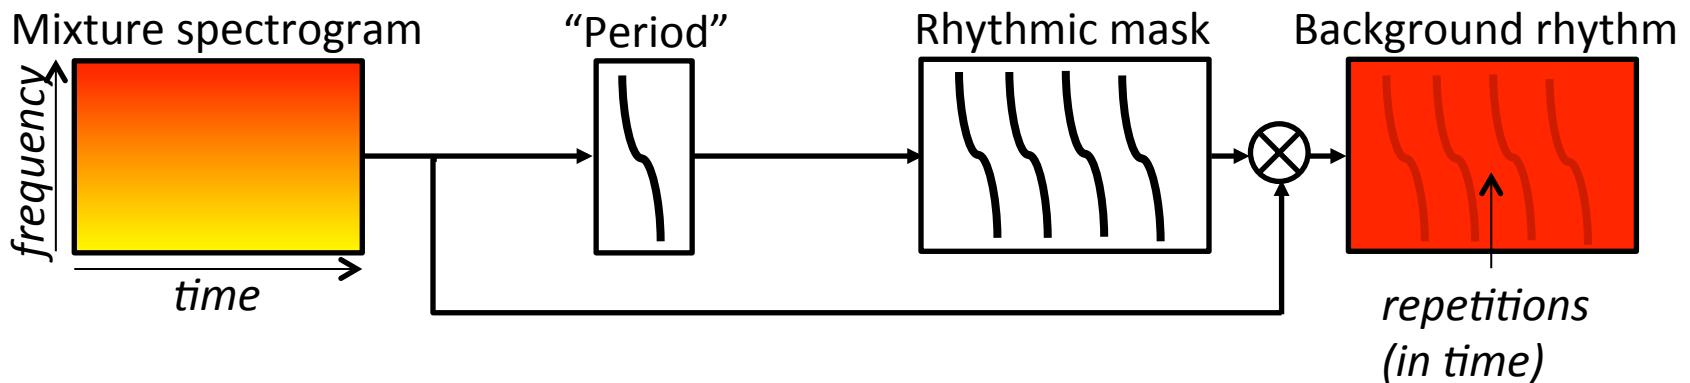 Mixture spectrogram
“Period”
Rhythmic mask
Background rhythm
frequency
time
repetitions
(in time)